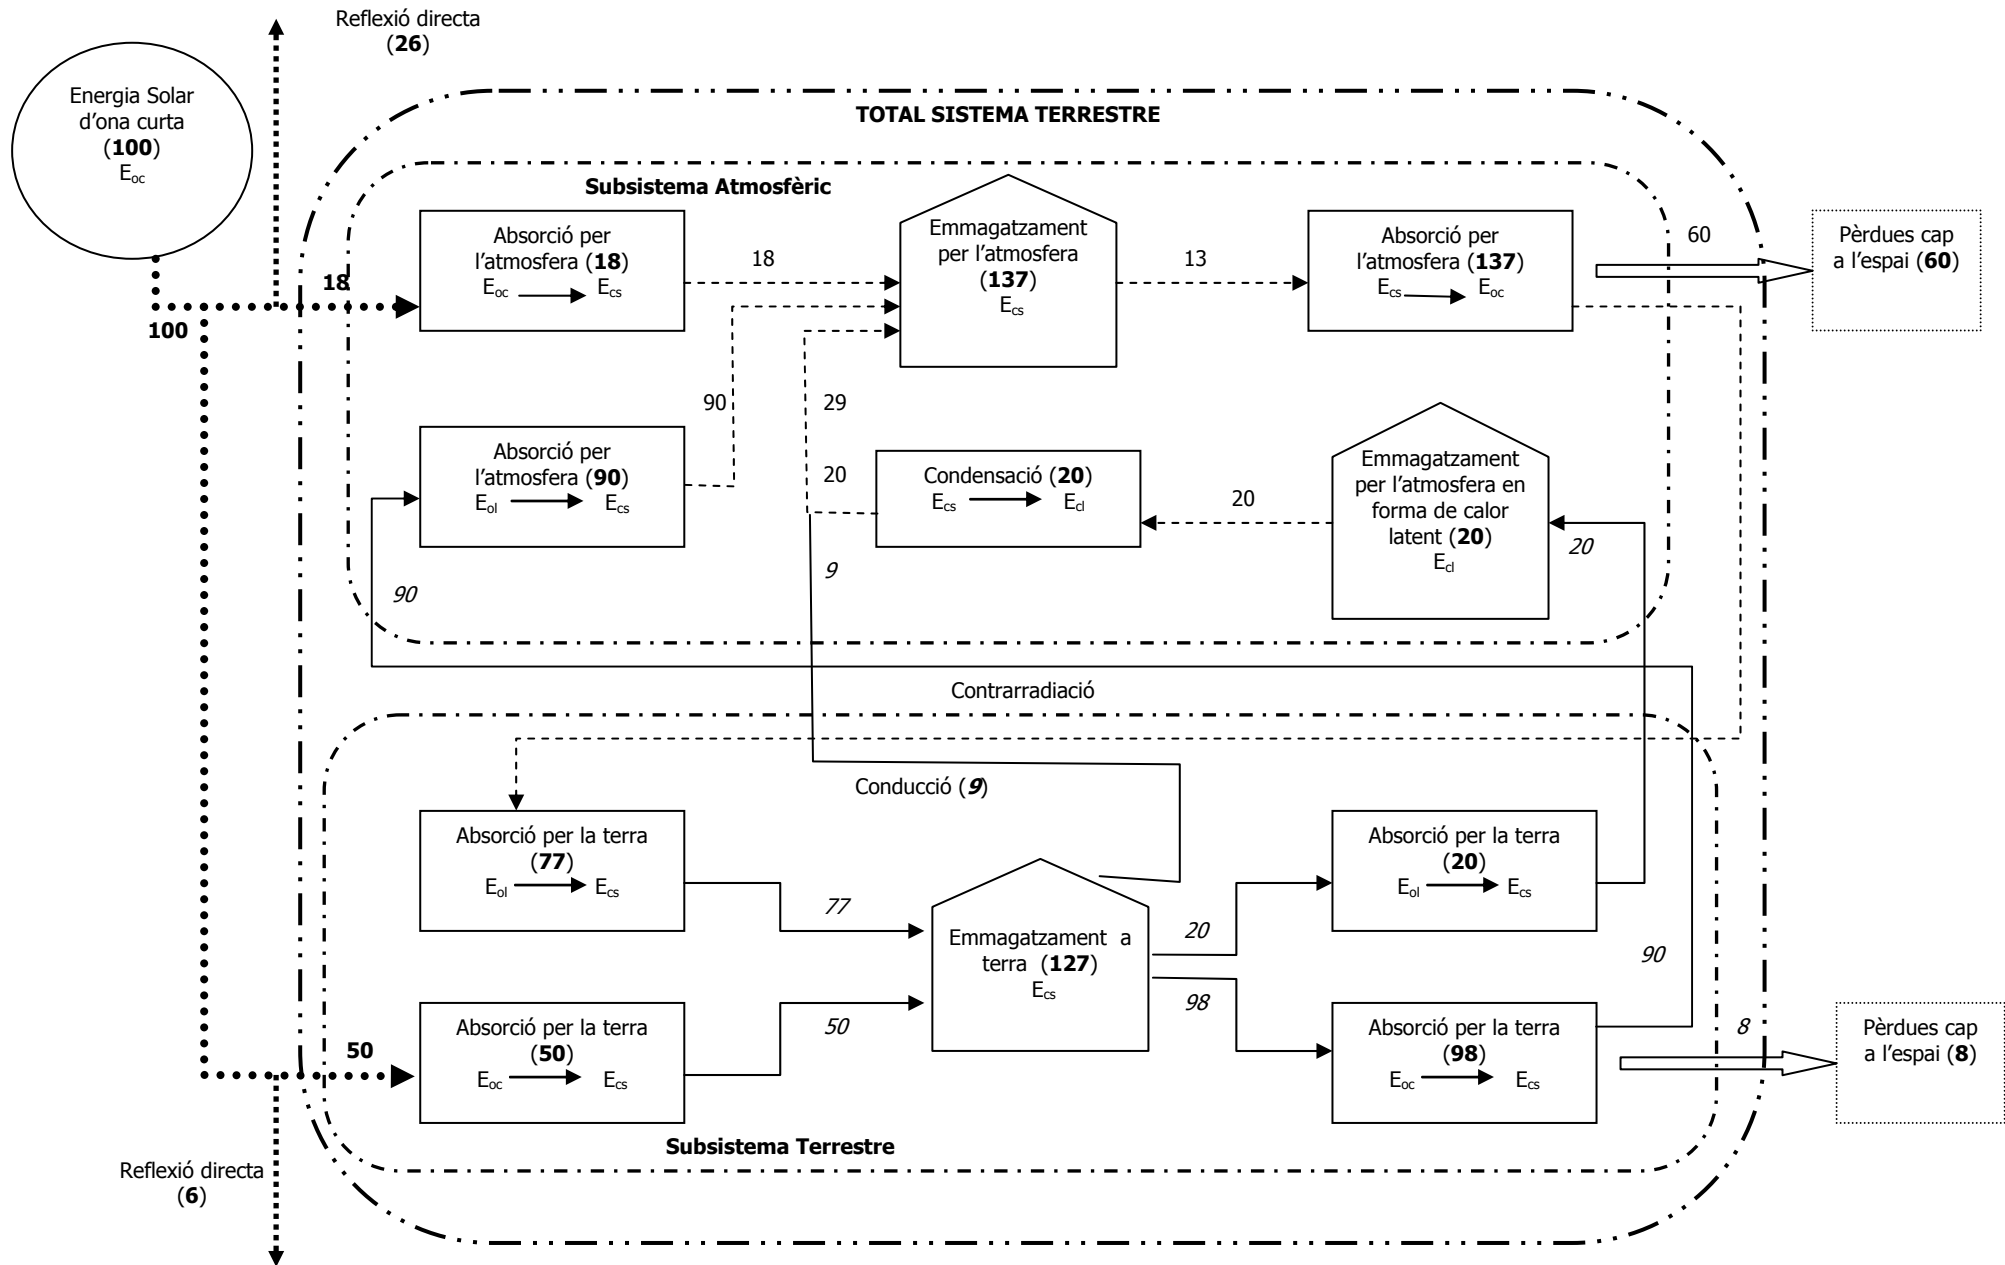 Reflexió directa
(26)
Energia Solar
d'ona curta
(100)
Eoc
TOTAL SISTEMA TERRESTRE
Subsistema Atmosfèric
Absorció per
l'atmosfera (18)
Eoc Ecs
18
100
18
Emmagatzament
per l'atmosfera
(137)
Ecs
13
Absorció per
l'atmosfera (137)
Ecs Eoc
60
Pèrdues cap
a l'espai (60)
Absorció per
l'atmosfera (90)
Eol Ecs
90
29
20
Condensació (20)
Ecs Ecl
20
Emmagatzament
per l'atmosfera en
forma de calor
latent (20)
Ecl
20
90
9
Contrarradiació
Conducció (9)
Absorció per la terra
(77)
Eol Ecs
77
Emmagatzament a
terra (127)
Ecs
20
98
Absorció per la terra
(20)
Eol Ecs
90
50
Absorció per la terra
(50)
Eoc Ecs
50
Absorció per la terra
(98)
Eoc Ecs
8
Pèrdues cap
a l'espai (8)
Subsistema Terrestre
Reflexió directa
(6)